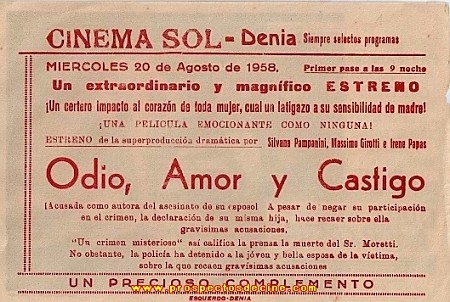 CINEMA SOL - Denia Siempre selectos programas
MIERCOLES 20 de Agosto de 1958. Primer pase a las 9 noche
Un extraordinario y magnífico ESTRENO
¡Un certero impacto al corazón de toda mujer, cual un latigazo a su sensibilidad de madre!
¡UNA PELICULA EMOCIONANTE COMO NINGUNA!
ESTRENO de la superproducción dramática por Silvana Pampanini, Massimo Girotti e Irene Papas
Odio, Amor y Castigo
¡Acusada como autora del asesinato de su esposo! A pesar de negar su participación
en el crimen, la declaración de su misma hija, hace recaer sobre ella
gravísimas acusaciones.
"Un crimen misterioso" así califica la prensa la muerte del Sr. Moretti.
No obstante, la policía ha detenido a la jóven y bella esposa de la víctima,
sobre la que recaen gravísimas acusaciones
www.prospectosdecine.com
UN PRECIOSO COMPLEMENTO
ESQUERDO-DENIA